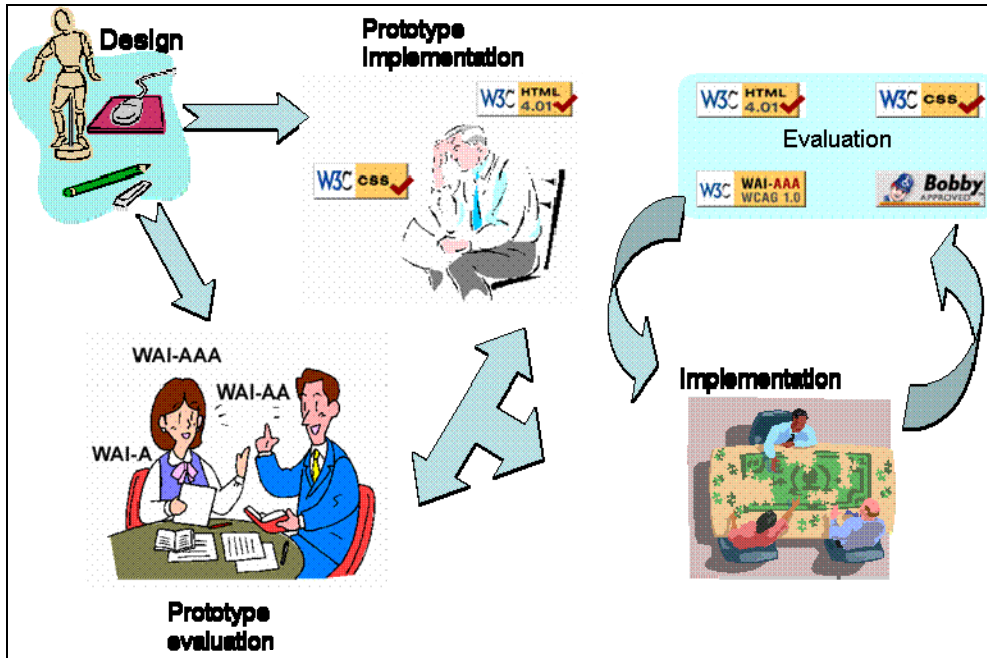 Design
Prototype
Implementation
W3C HTML
4.01
W3C css
W3C HTML
4.01
W3C css
Evaluation
W3C WAI-AAA
WCAG 1.0
Bobby
APPROVED
WAI-AAA
WAI-AA
WAI-A
Implementation
Prototype
evaluation